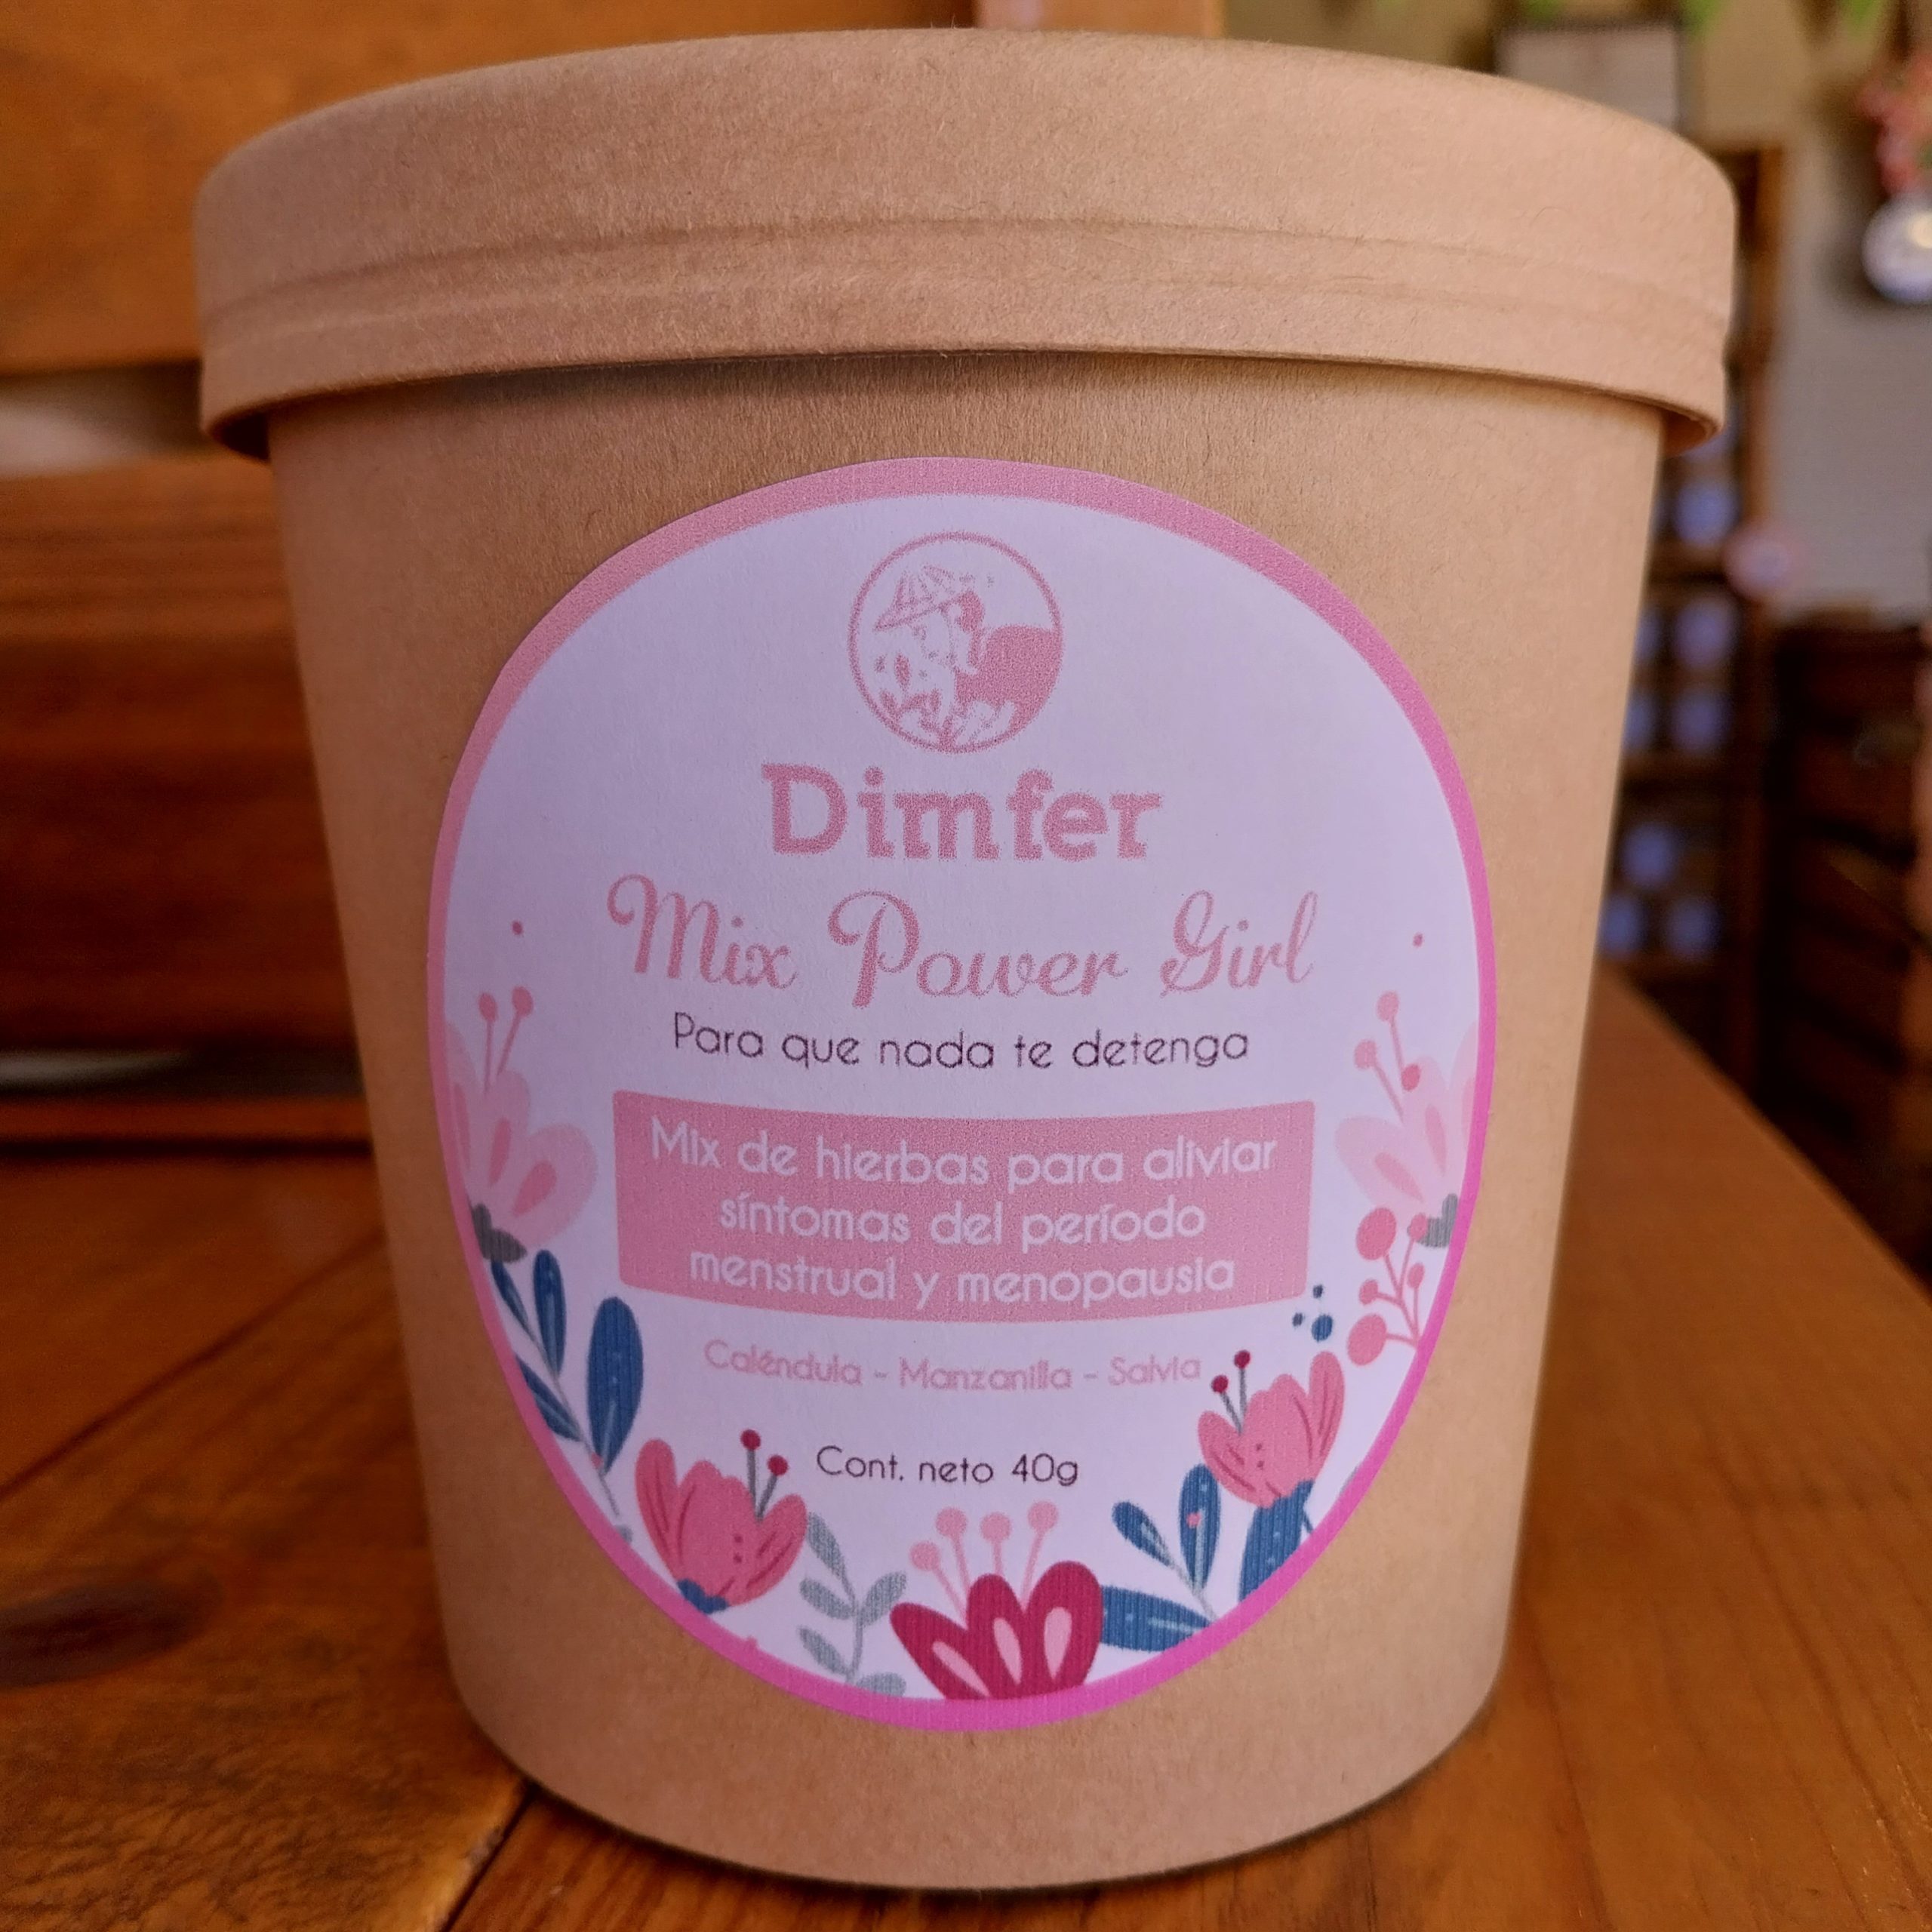 Dimfer
Mix Power Girl
Para que nada te detenga
Mix de hierbas para aliviar
síntomas del período
menstrual y menopausia
Caléndula - Manzanilla - Salvia
Cont. neto 40g